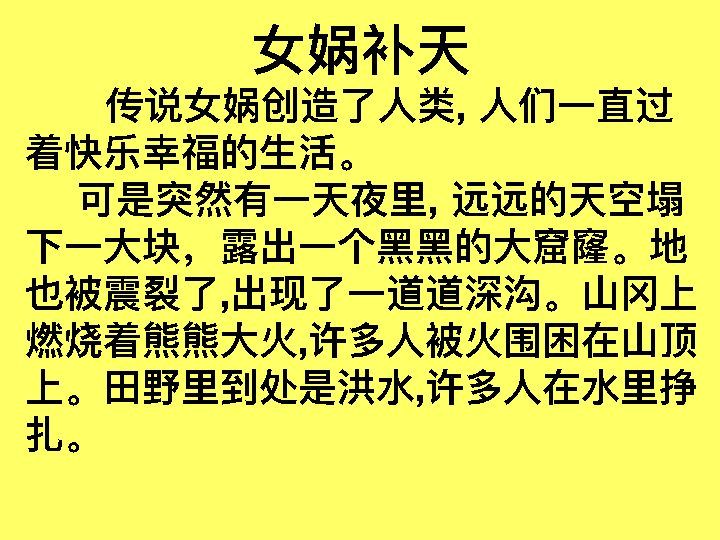 女娲补天
传说女娲创造了人类, 人们一直过
着快乐幸福的生活。
可是突然有一天夜里, 远远的天空塌
下一大块，露出一个黑黑的大窟窿。地
也被震裂了,出现了一道道深沟。山冈上
燃烧着熊熊大火,许多人被火围困在山顶
上。田野里到处是洪水,许多人在水里挣
扎。